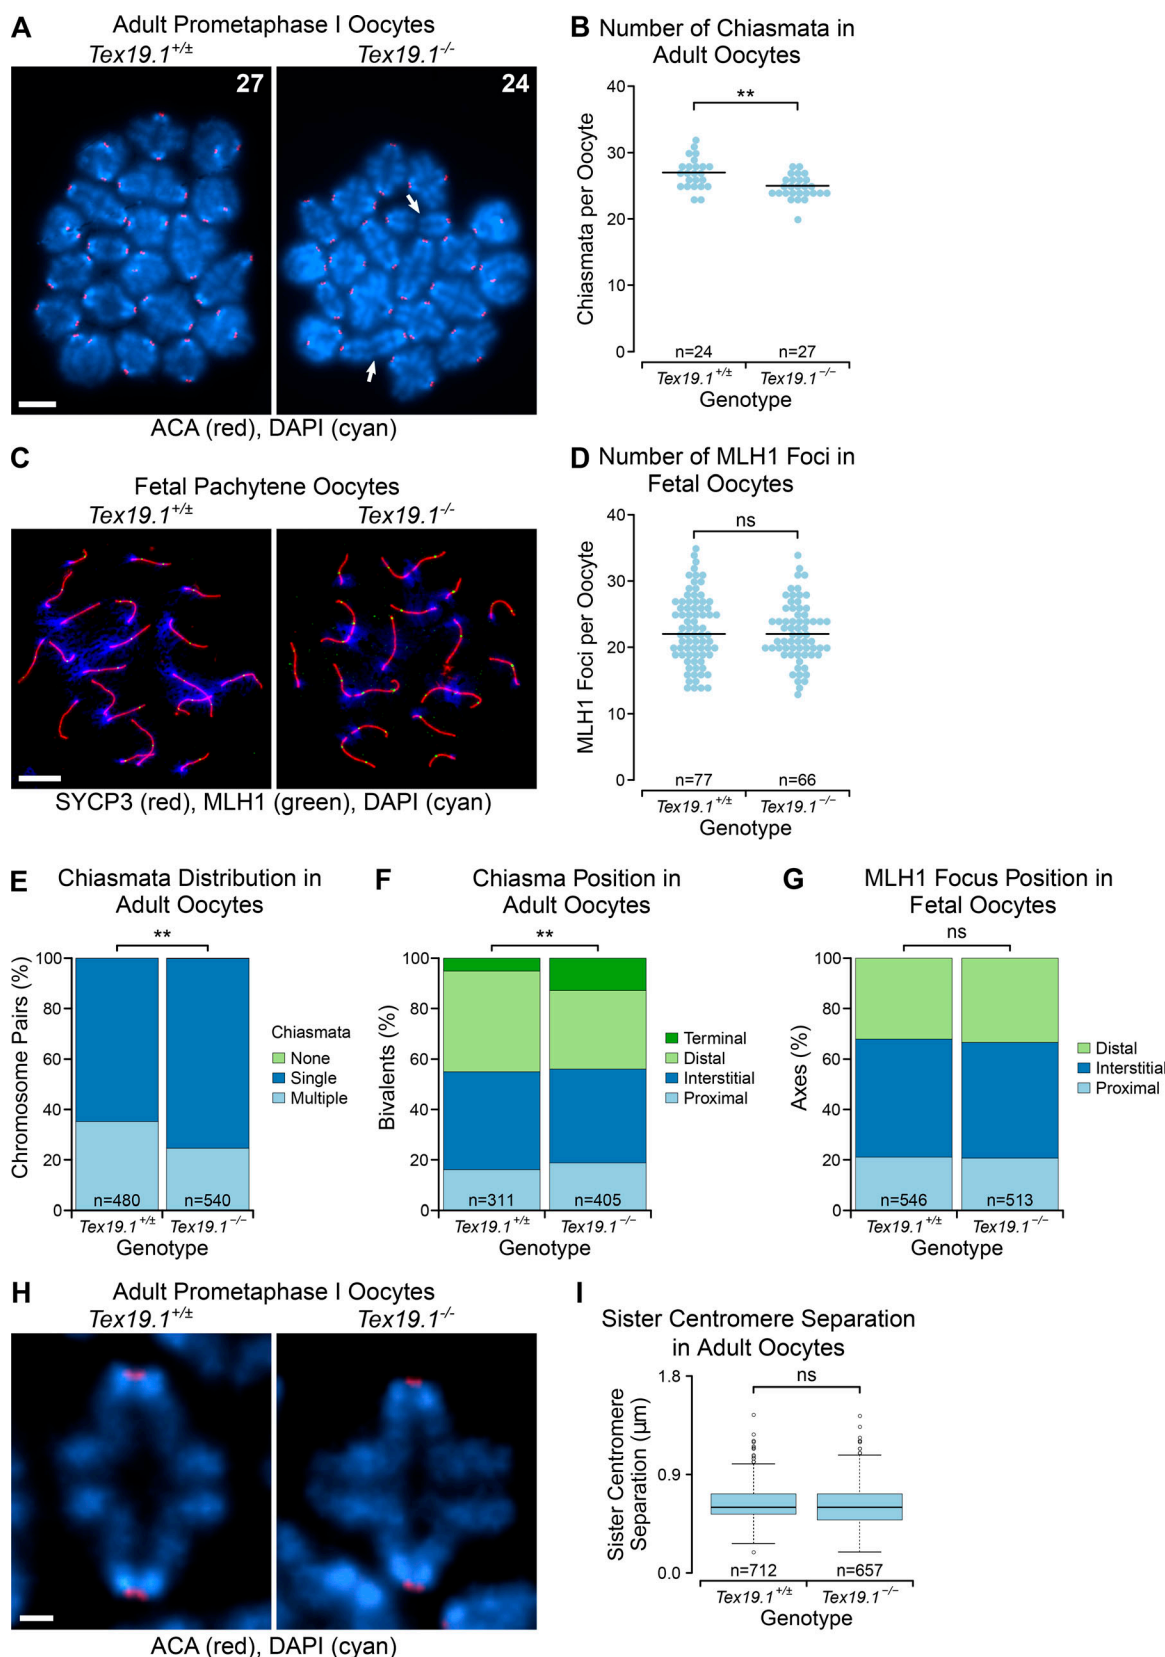 A
Adult Prometaphase I Oocytes
Tex19.1+/± Tex19.1-/-
27
24
ACA (red), DAPI (cyan)
B Number of Chiasmata in
Adult Oocytes
**
Chiasmata per Oocyte
40
30
20
10
0
n=24 n=27
Tex19.1+/± Tex19.1−/−
Genotype
C
Fetal Pachytene Oocytes
Tex19.1+/± Tex19.1-/-
SYCP3 (red), MLH1 (green), DAPI (cyan)
D Number of MLH1 Foci in
Fetal Oocytes
ns
MLH1 Foci per Oocyte
40
30
20
10
0
n=77 n=66
Tex19.1+/± Tex19.1−/−
Genotype
E Chiasmata Distribution in
Adult Oocytes
**
Chromosome Pairs (%)
100
80
60
40
20
0
n=480 n=540
Tex19.1+/± Tex19.1−/−
Genotype
Chiasmata
None
Single
Multiple
F Chiasma Position in
Adult Oocytes
**
Bivalents (%)
100
80
60
40
20
0
n=311 n=405
Tex19.1+/± Tex19.1−/−
Genotype
Terminal
Distal
Interstitial
Proximal
G MLH1 Focus Position in
Fetal Oocytes
ns
Axes (%)
100
80
60
40
20
0
n=546 n=513
Tex19.1+/± Tex19.1−/−
Genotype
Distal
Interstitial
Proximal
H
Adult Prometaphase I Oocytes
Tex19.1+/± Tex19.1-/-
ACA (red), DAPI (cyan)
I
Sister Centromere Separation
in Adult Oocytes
ns
Sister Centromere
Separation (µm)
1.8
0.9
0.0
n=712 n=657
Tex19.1+/± Tex19.1−/−
Genotype